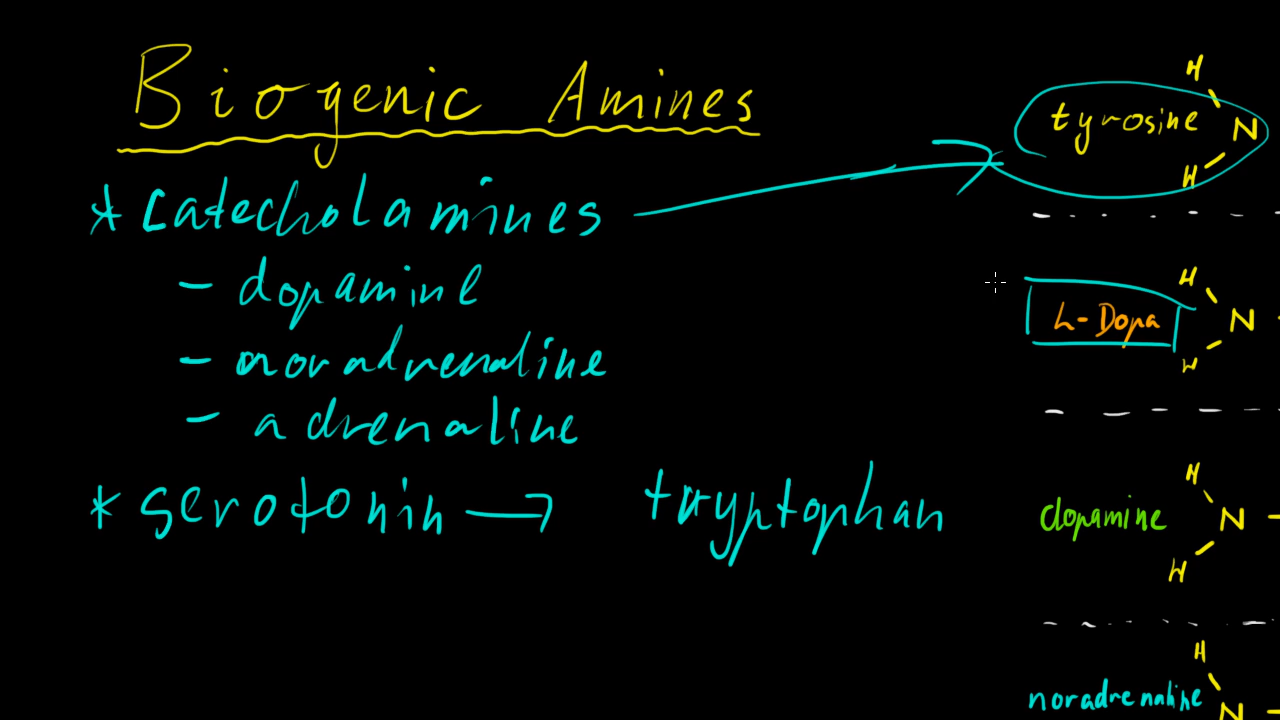 Biogenic Amines
* catecholamines
- dopamine
- noradrenaline
- adrenaline
* serotonin → tryptophan
H
tyrosine N
H
H
L-Dopa N
H
H
dopamine N
H
H
noradrenaline N